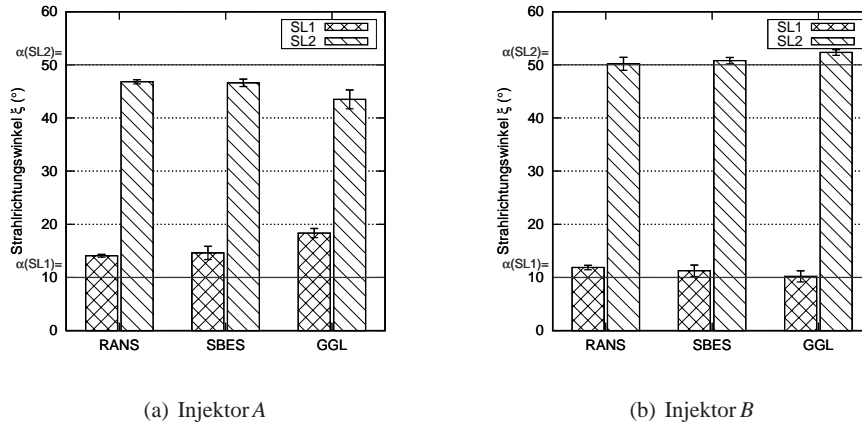 60
α(SL2)=
50
40
30
20
α(SL1)=
10
0
Strahlrichtungswinkel ξ (°)
SL1
SL2
RANS SBES GGL
(a) Injektor A
60
α(SL2)=
50
40
30
20
α(SL1)=
10
0
Strahlrichtungswinkel ξ (°)
SL1
SL2
RANS SBES GGL
(b) Injektor B